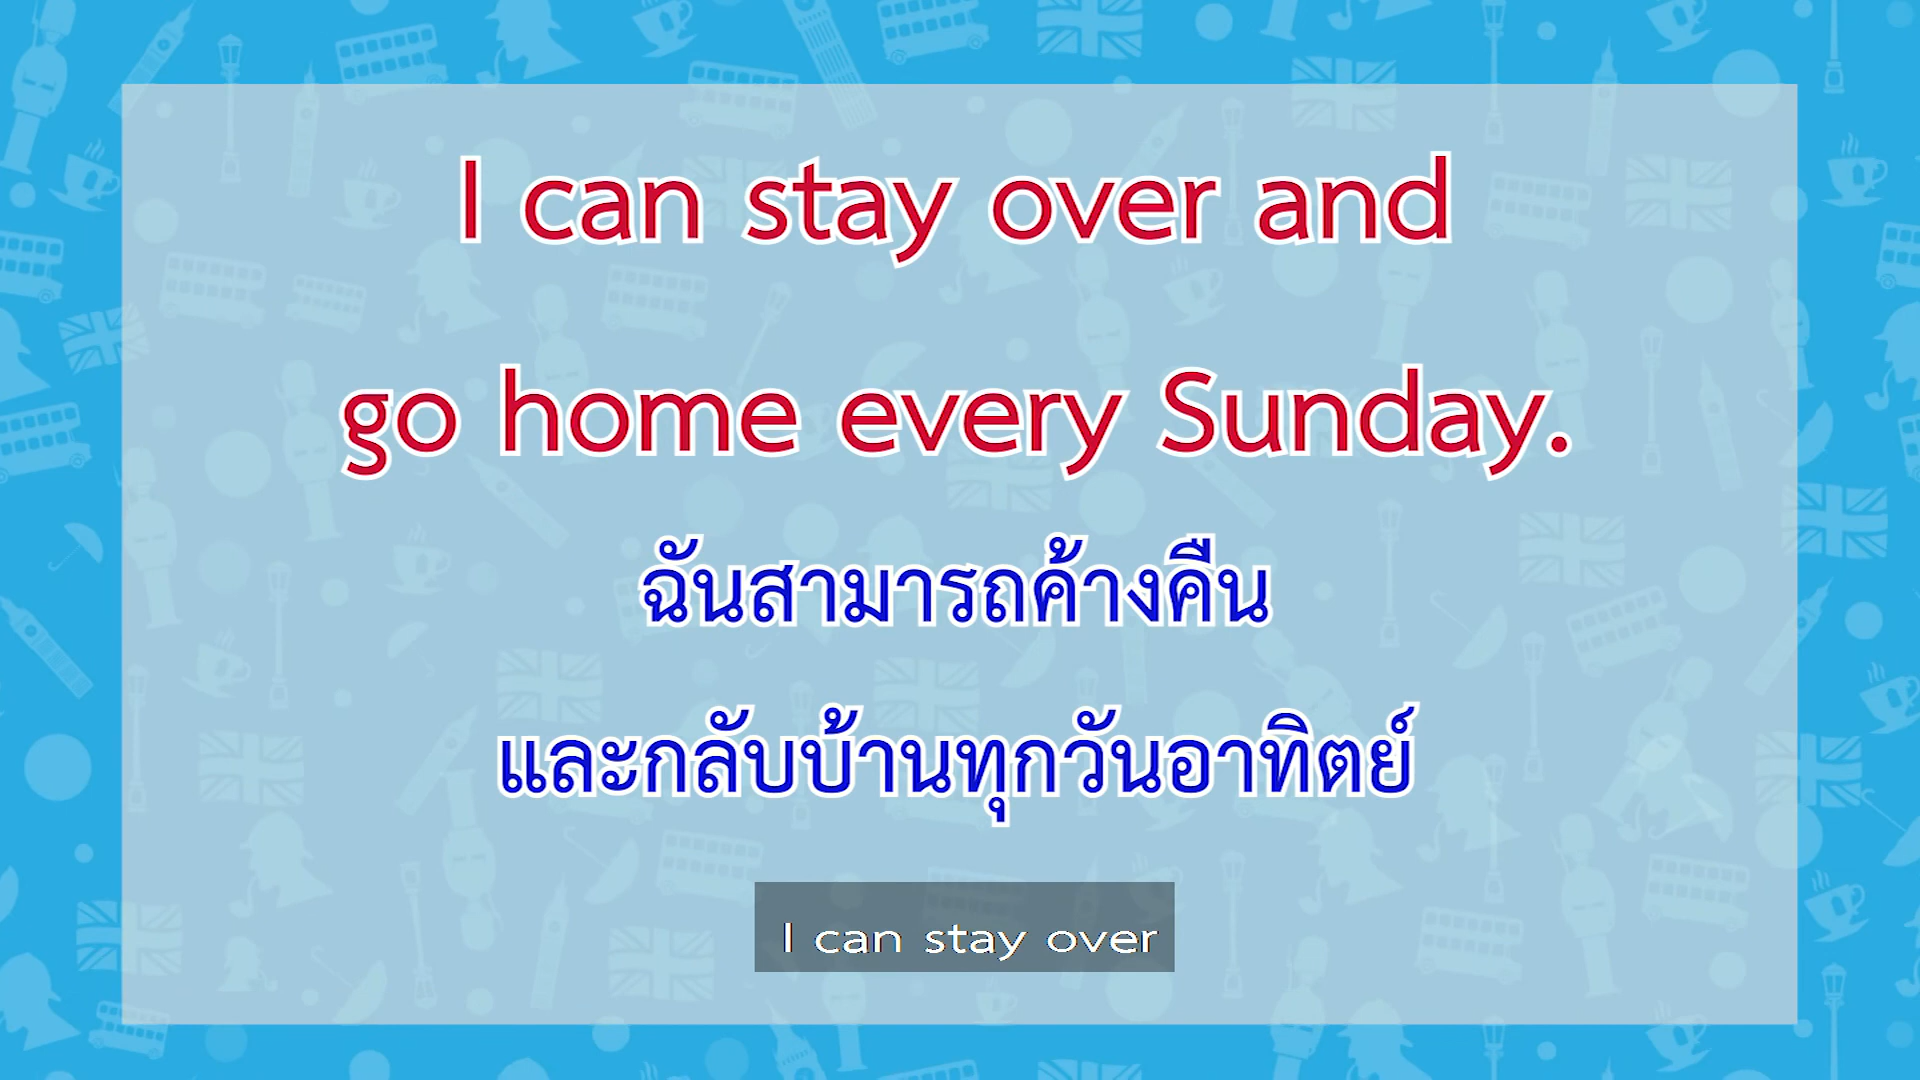 I can stay over and
go home every Sunday.
ฉันสามารถค้างคืน
และกลับบ้านทุกวันอาทิตย์
I can stay over